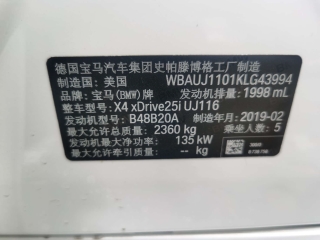 德国宝马汽车集团史帕滕博格工厂制造
制造国：美国 WBAUJ1101KLG43994
品牌：宝马(BMW)牌 发动机排量：1998 mL
整车型号：X4 xDrive25i UJ116
发动机型号：B48B20A 制造年月：2019-02
最大允许总质量：2360 kg 乘坐人数：5
发动机最大净功率：135 kW
最大允许牵引质量：-- kg